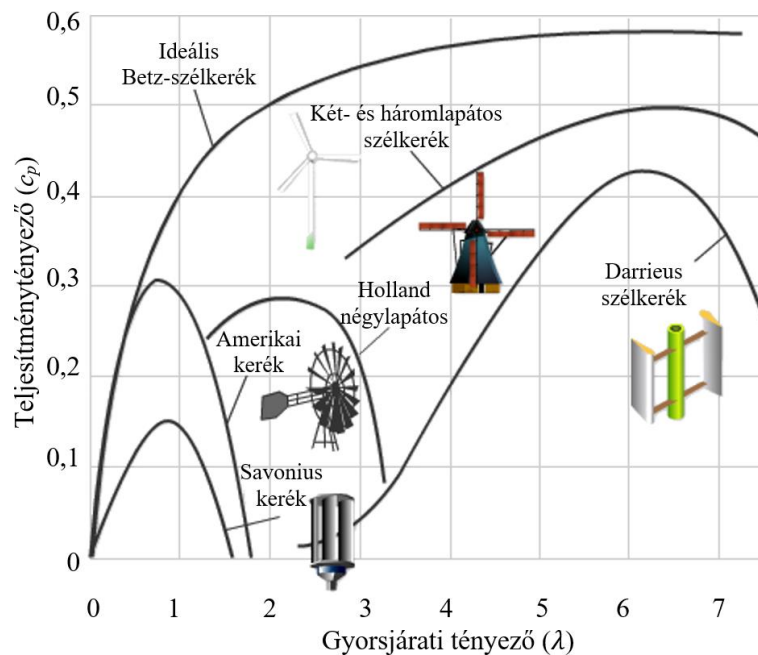 0,6
Ideális
Betz-szélkerék
0,5
Két- és háromlapátos
szélkerék
Teljesítménytényező (cp)
0,4
0,3
Holland
négylapátos
Darrieus
szélkerék
Amerikai
kerék
0,2
0,1
Savonius
kerék
0
0 1 2 3 4 5 6 7
Gyorsjárati tényező (λ)